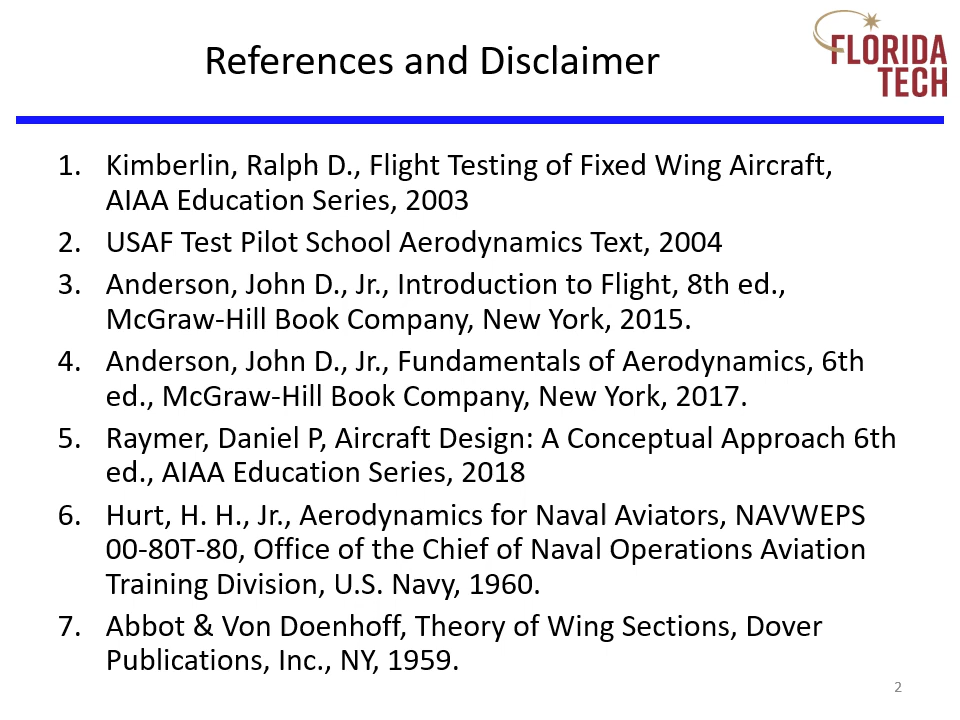 References and Disclaimer
FLORIDA
TECH
1. Kimberlin, Ralph D., Flight Testing of Fixed Wing Aircraft,
AIAA Education Series, 2003
2. USAF Test Pilot School Aerodynamics Text, 2004
3. Anderson, John D., Jr., Introduction to Flight, 8th ed.,
McGraw-Hill Book Company, New York, 2015.
4. Anderson, John D., Jr., Fundamentals of Aerodynamics, 6th
ed., McGraw-Hill Book Company, New York, 2017.
5. Raymer, Daniel P, Aircraft Design: A Conceptual Approach 6th
ed., AIAA Education Series, 2018
6. Hurt, H. H., Jr., Aerodynamics for Naval Aviators, NAVWEPS
00-80T-80, Office of the Chief of Naval Operations Aviation
Training Division, U.S. Navy, 1960.
7. Abbot & Von Doenhoff, Theory of Wing Sections, Dover
Publications, Inc., NY, 1959.
2